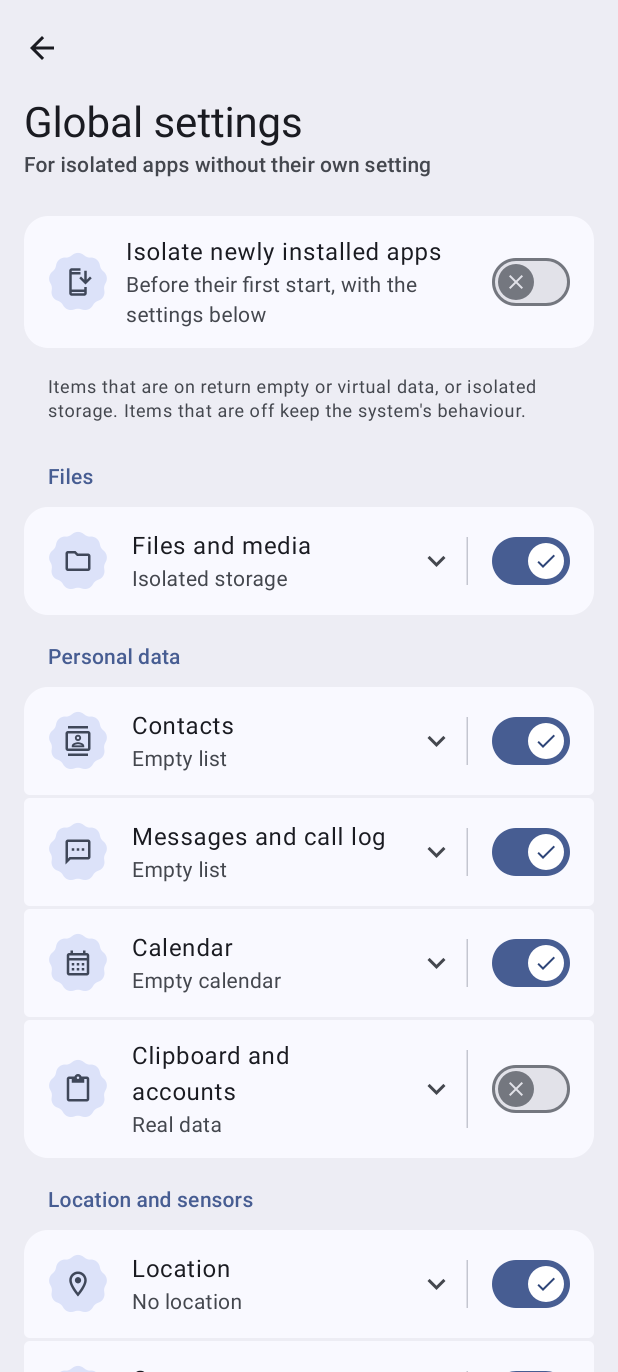 Global settings
For isolated apps without their own setting
Isolate newly installed apps
Before their first start, with the
settings below
Items that are on return empty or virtual data, or isolated
storage. Items that are off keep the system's behaviour.
Files
Files and media
Isolated storage
Personal data
Contacts
Empty list
Messages and call log
Empty list
Calendar
Empty calendar
Clipboard and
accounts
Real data
Location and sensors
Location
No location